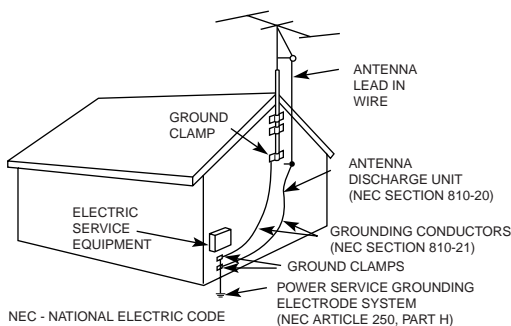 ANTENNA
LEAD IN
WIRE
GROUND
CLAMP
ANTENNA
DISCHARGE UNIT
(NEC SECTION 810-20)
ELECTRIC
SERVICE
EQUIPMENT
GROUNDING CONDUCTORS
(NEC SECTION 810-21)
GROUND CLAMPS
POWER SERVICE GROUNDING
ELECTRODE SYSTEM
(NEC ARTICLE 250, PART H)
NEC - NATIONAL ELECTRIC CODE